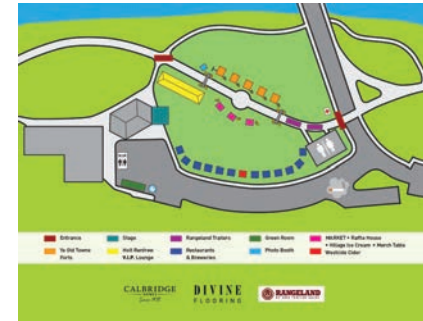 Entrance
Stage
Rangeland Trailers
Green Room
MARKET • Raffle House
• Village Ice Cream • Merch Table
Ye Old Towne
Forts
Holt Renfrew
V.I.P. Lounge
Restaurants
& Breweries
Photo Booth
Westside Cider
CALBRIDGE
HOMES
DIVINE
FLOORING
RANGELAND